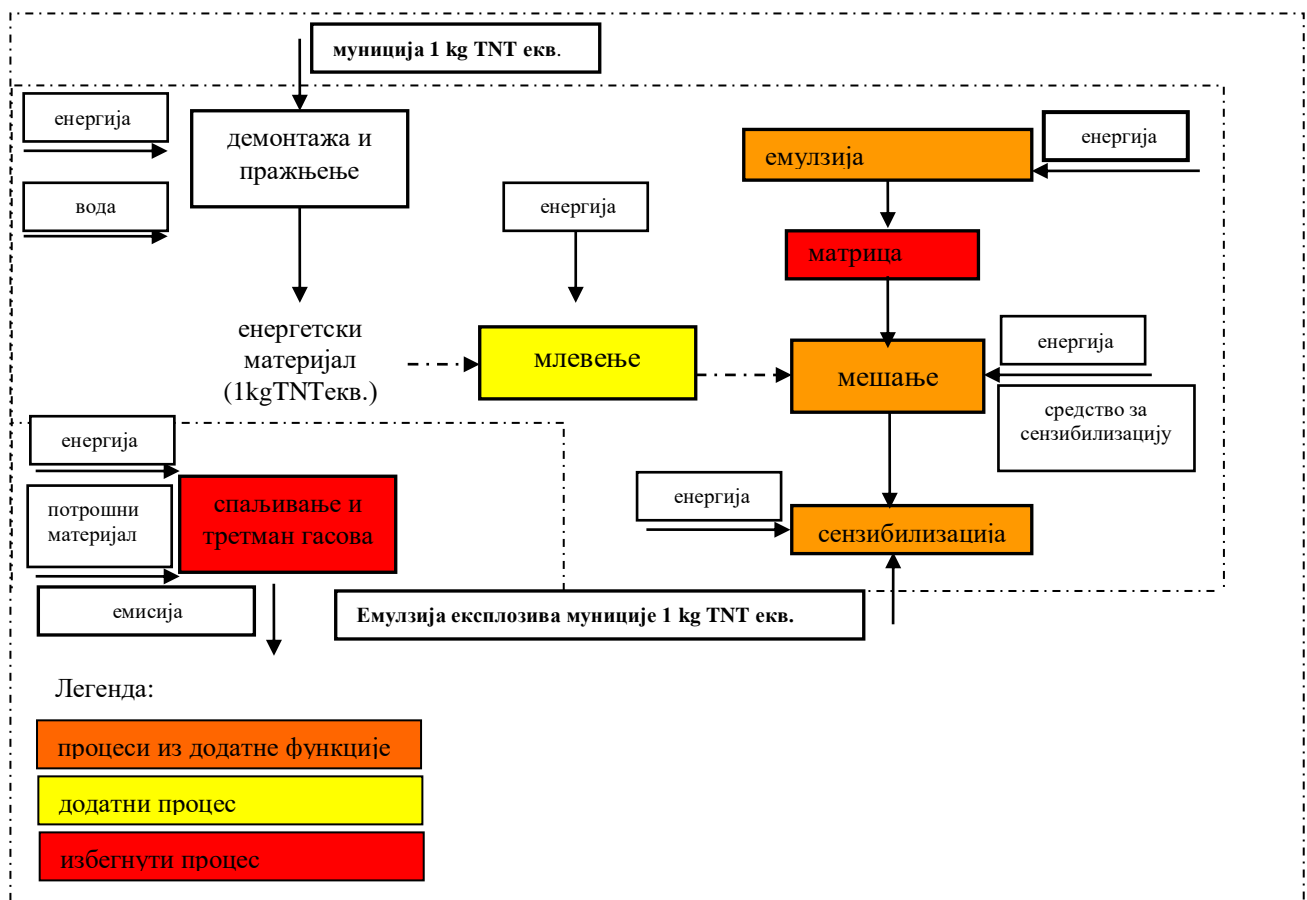 муниција 1 kg TNT екв.
енергија
вода
демонтажа и
пражњење
енергија
емулзија
енергија
матрица
енергетски
материјал
(1kgTNTекв.)
млевење
мешање
енергија
средство за
сензибилизацију
енергија
потрошни
материјал
спаљивање и
третман гасова
емисија
енергија
сензибилизација
Емулзија експлозива муниције 1 kg TNT екв.
Легенда:
процеси из додатне функције
додатни процес
избегнути процес